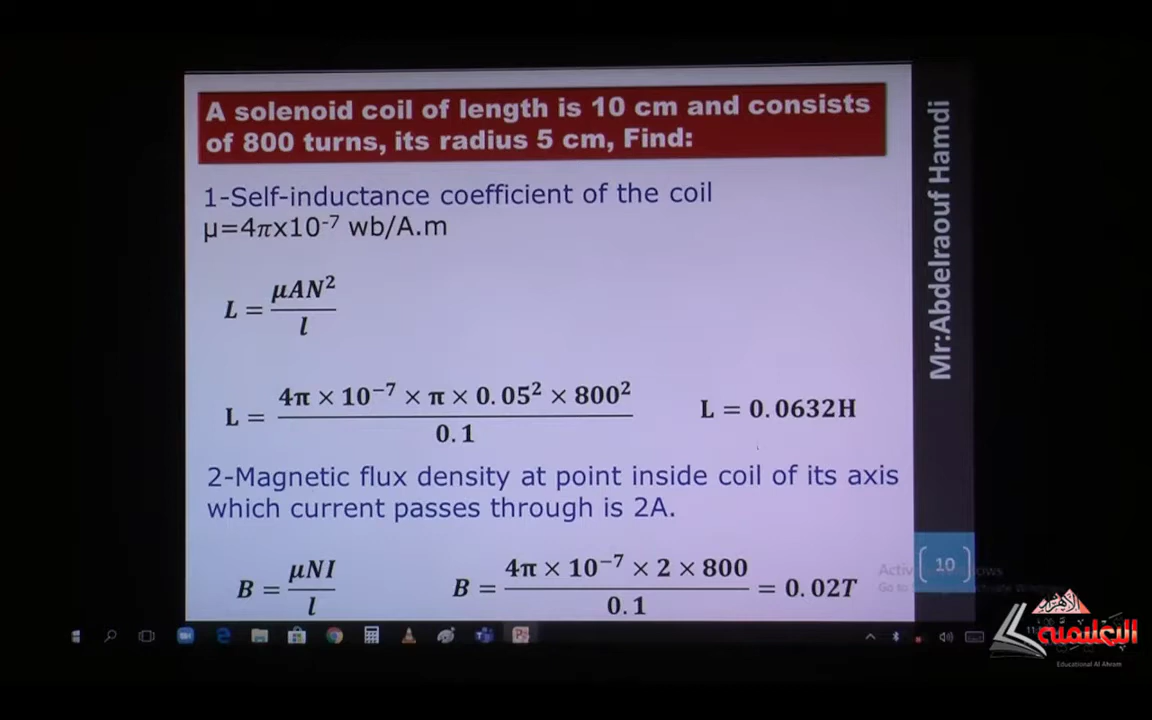 A solenoid coil of length is 10 cm and consists
of 800 turns, its radius 5 cm, Find:
1-Self-inductance coefficient of the coil
μ=4πx10⁻⁷ wb/A.m
L = μAN² / l
L = 4π × 10⁻⁷ × π × 0.05² × 800² / 0.1
L = 0.0632H
2-Magnetic flux density at point inside coil of its axis
which current passes through is 2A.
B = μNI / l
B = 4π × 10⁻⁷ × 2 × 800 / 0.1 = 0.02T
Mr:Abdelraouf Hamdi
10
الأهرام
التعليمية
Educational Al Ahram